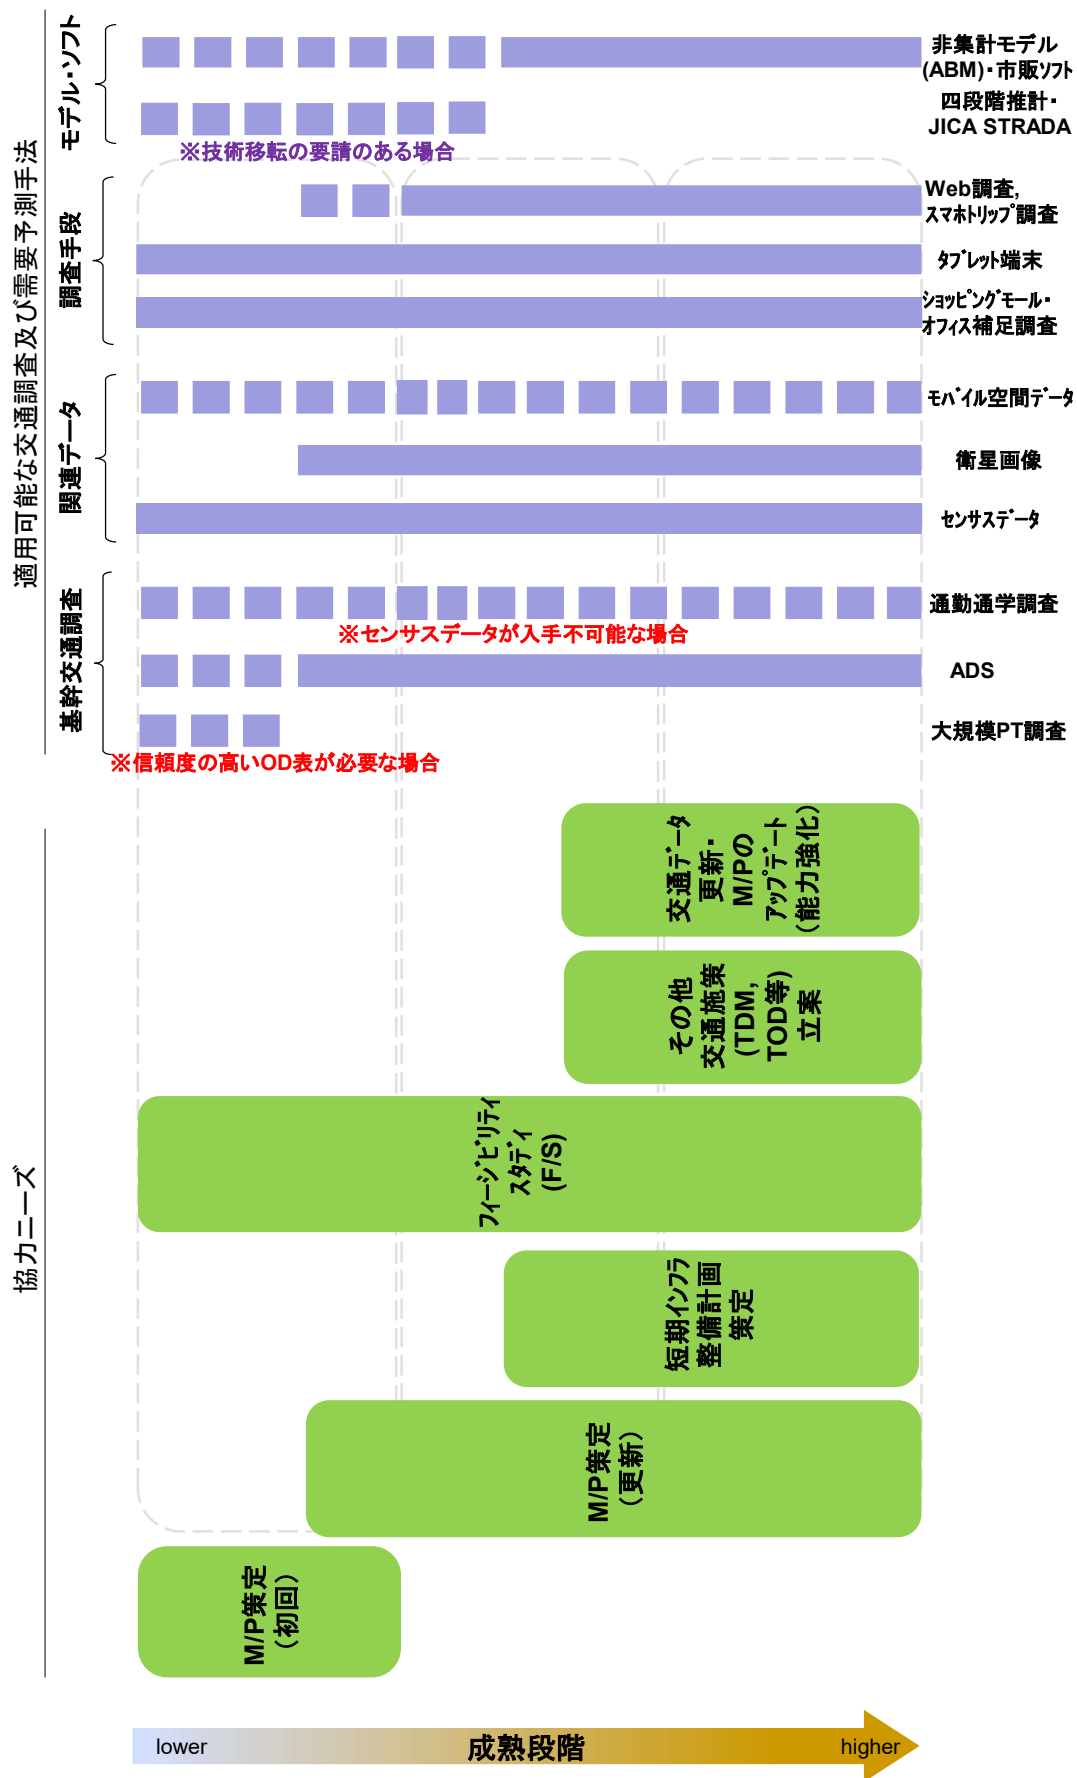 適用可能な交通調査及び需要予測手法
モデル・ソフト
非集計モデル
(ABM)・市販ソフト
四段階推計・
JICA STRADA
※技術移転の要請のある場合
調査手段
Web調査,
スマホトリップ調査
タブレット端末
ショッピングモール・
オフィス補足調査
関連データ
モバイル空間データ
衛星画像
センサスデータ
基幹交通調査
通勤通学調査
※センサスデータが入手不可能な場合
ADS
大規模PT調査
※信頼度の高いOD表が必要な場合
協力ニーズ
交通データ
更新・
M/Pの
アップデート
(能力強化)
その他
交通施策
(TDM,
TOD等)
立案
フィージビリティ
スタディ
(F/S)
短期インフラ
整備計画
策定
M/P策定
(更新)
M/P策定
(初回)
lower
成熟段階
higher